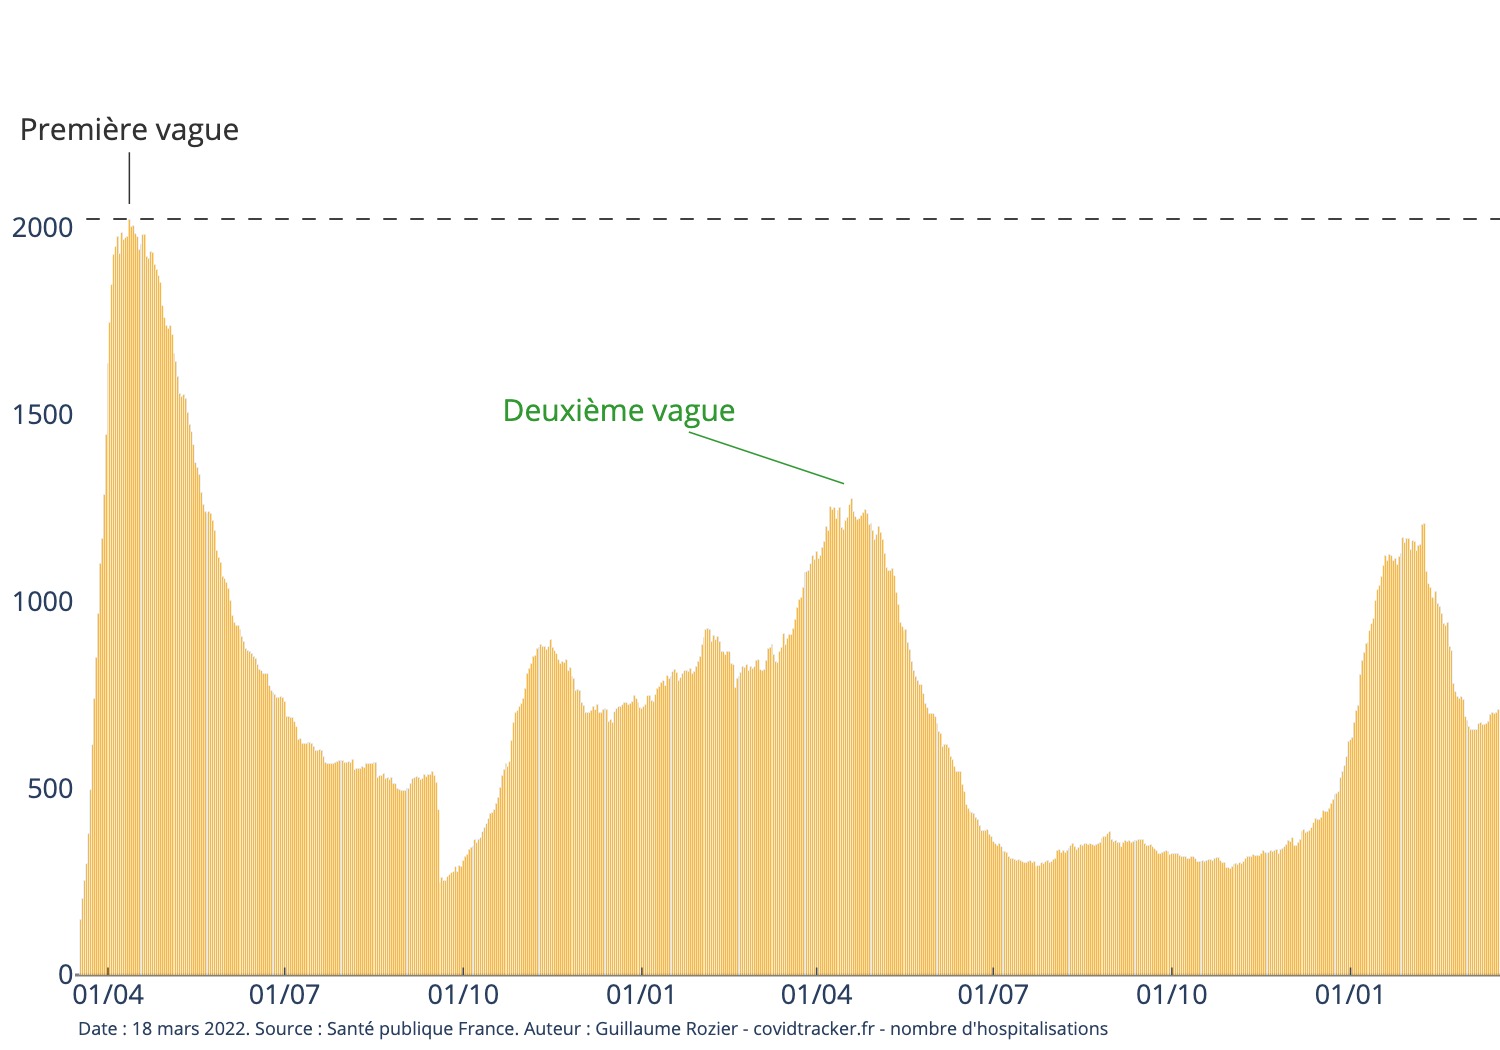 Première vague
2000
Deuxième vague
1500
1000
500
0
01/04 01/07 01/10 01/01 01/04 01/07 01/10 01/01
Date : 18 mars 2022. Source : Santé publique France. Auteur : Guillaume Rozier - covidtracker.fr - nombre d'hospitalisations